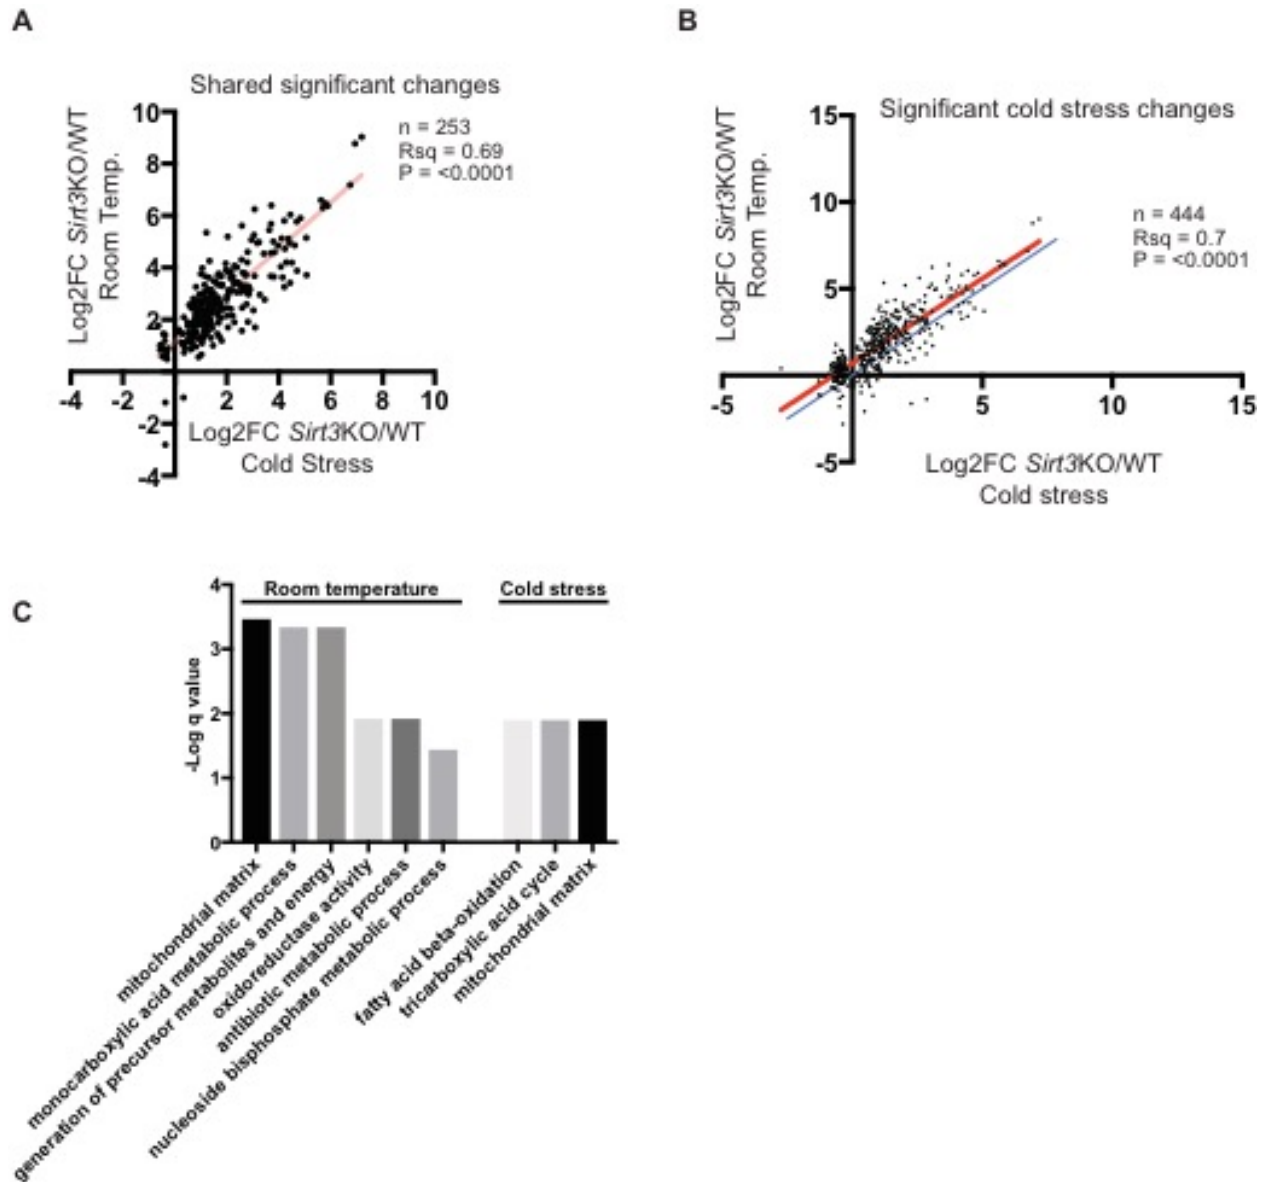 A
Shared significant changes
Log2FC Sirt3KO/WT
Room Temp.
10
8
6
4
2
-2
-4
n = 253
Rsq = 0.69
P = <0.0001
-4 -2 2 4 6 8 10
Log2FC Sirt3KO/WT
Cold Stress
B
Significant cold stress changes
Log2FC Sirt3KO/WT
Room Temp.
15
10
5
-5
n = 444
Rsq = 0.7
P = <0.0001
-5 5 10 15
Log2FC Sirt3KO/WT
Cold stress
C
Room temperature
Cold stress
-Log q value
4
3
2
1
0
mitochondrial matrix
monocarboxylic acid metabolic process
generation of precursor metabolites and energy
oxidoreductase activity
antibiotic metabolic process
nucleoside bisphosphate metabolic process
fatty acid beta-oxidation
tricarboxylic acid cycle
mitochondrial matrix